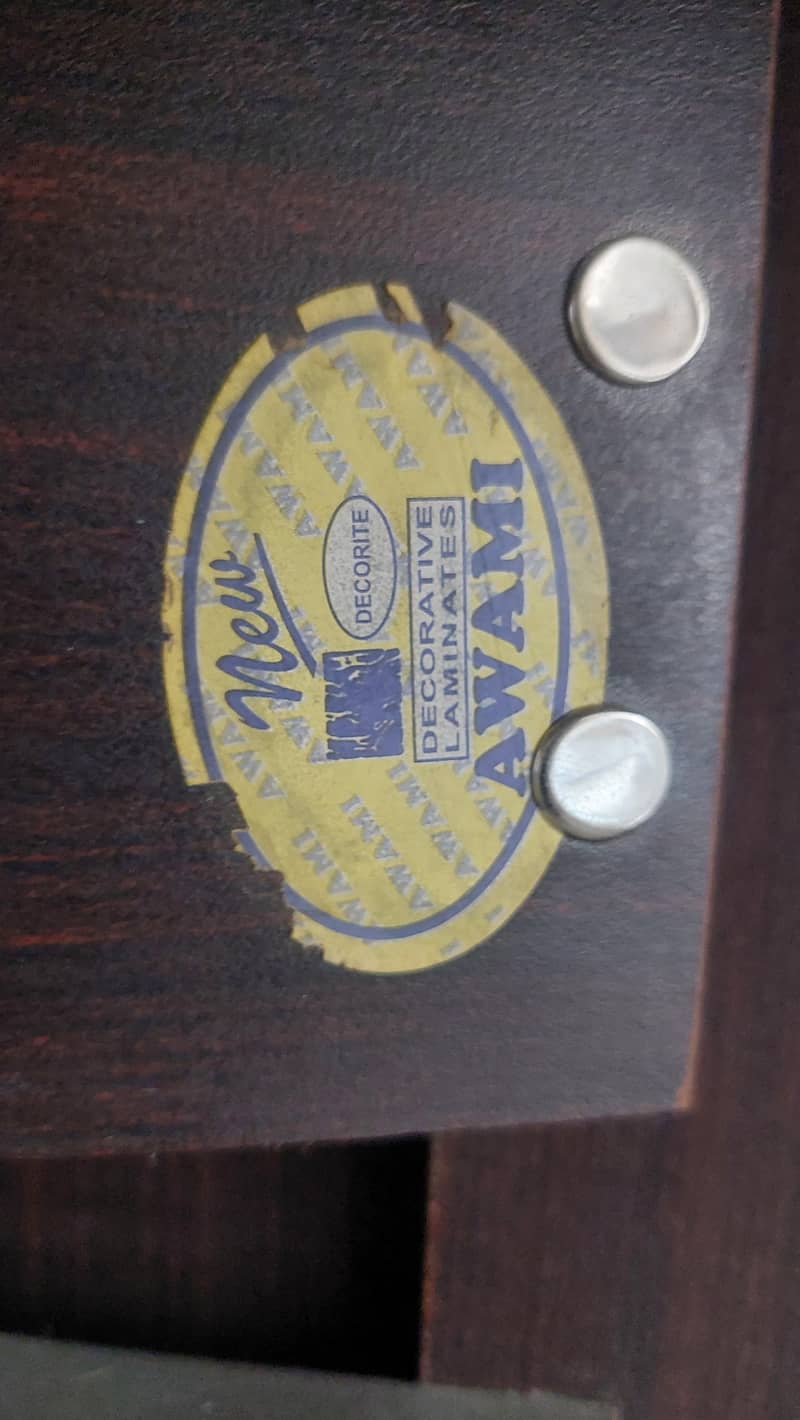 New
DECORITE
DECORATIVE
LAMINATES
AWAMI